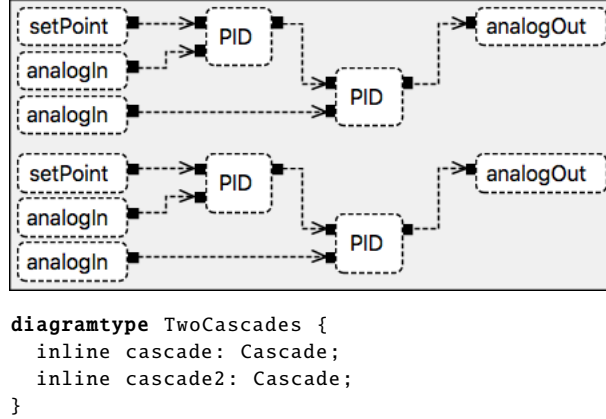 setPoint PID analogOut
analogIn
analogIn PID
setPoint PID analogOut
analogIn
analogIn PID
diagramtype TwoCascades {
  inline cascade: Cascade;
  inline cascade2: Cascade;
}